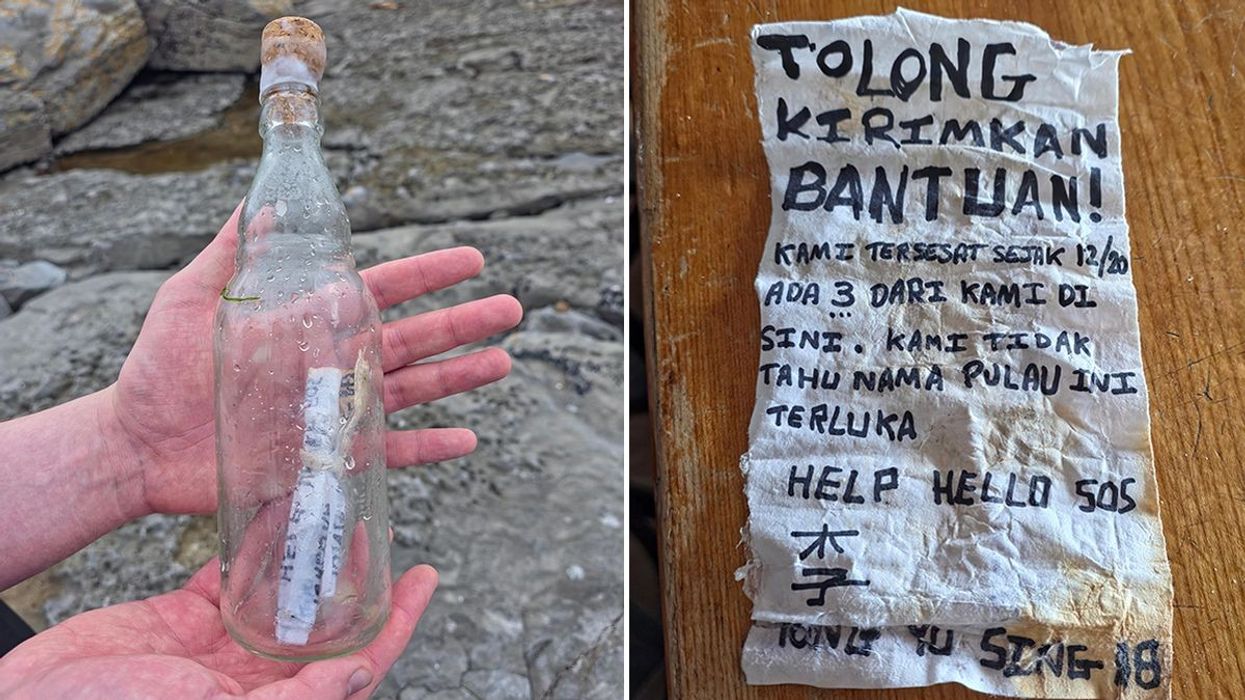 TOLONG
KIRIMKAN
BANTUAN!
KAMI TERSESAT SEJAK 12/20
ADA 3 DARI KAMI DI
SINI. KAMI TIDAK
TAHU NAMA PULAU INI
TERLUKA
HELP HELLO SOS
李
YU SING 18